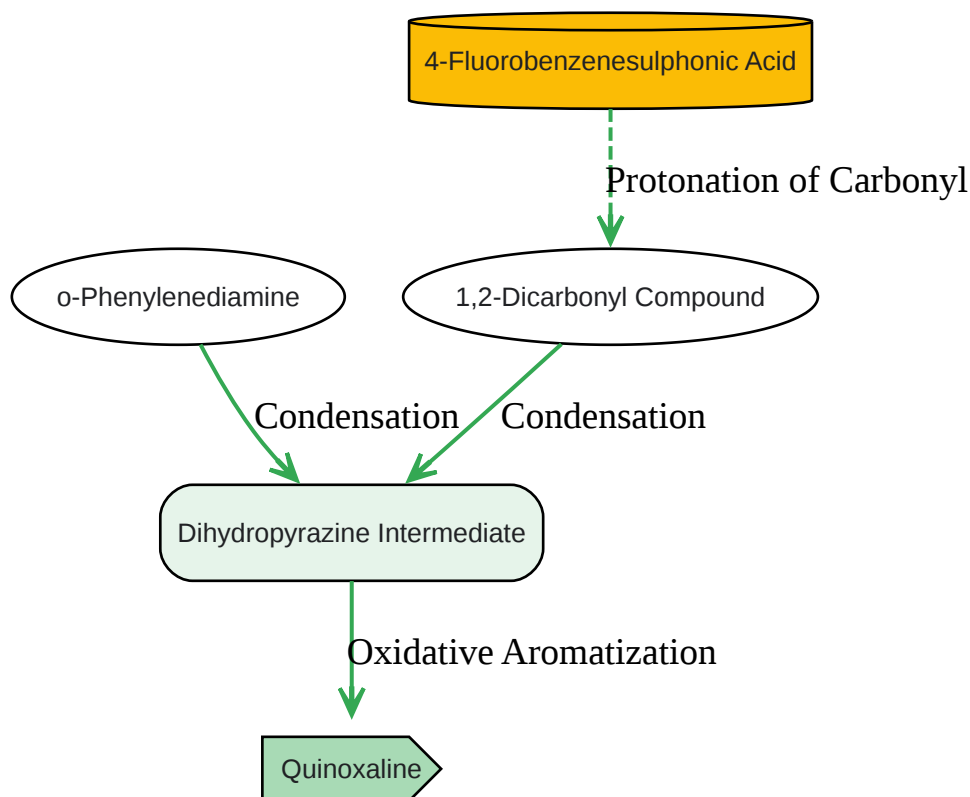 4-Fluorobenzenesulphonic Acid
Protonation of Carbonyl
o-Phenylenediamine
1,2-Dicarbonyl Compound
Condensation
Condensation
Dihydropyrazine Intermediate
Oxidative Aromatization
Quinoxaline